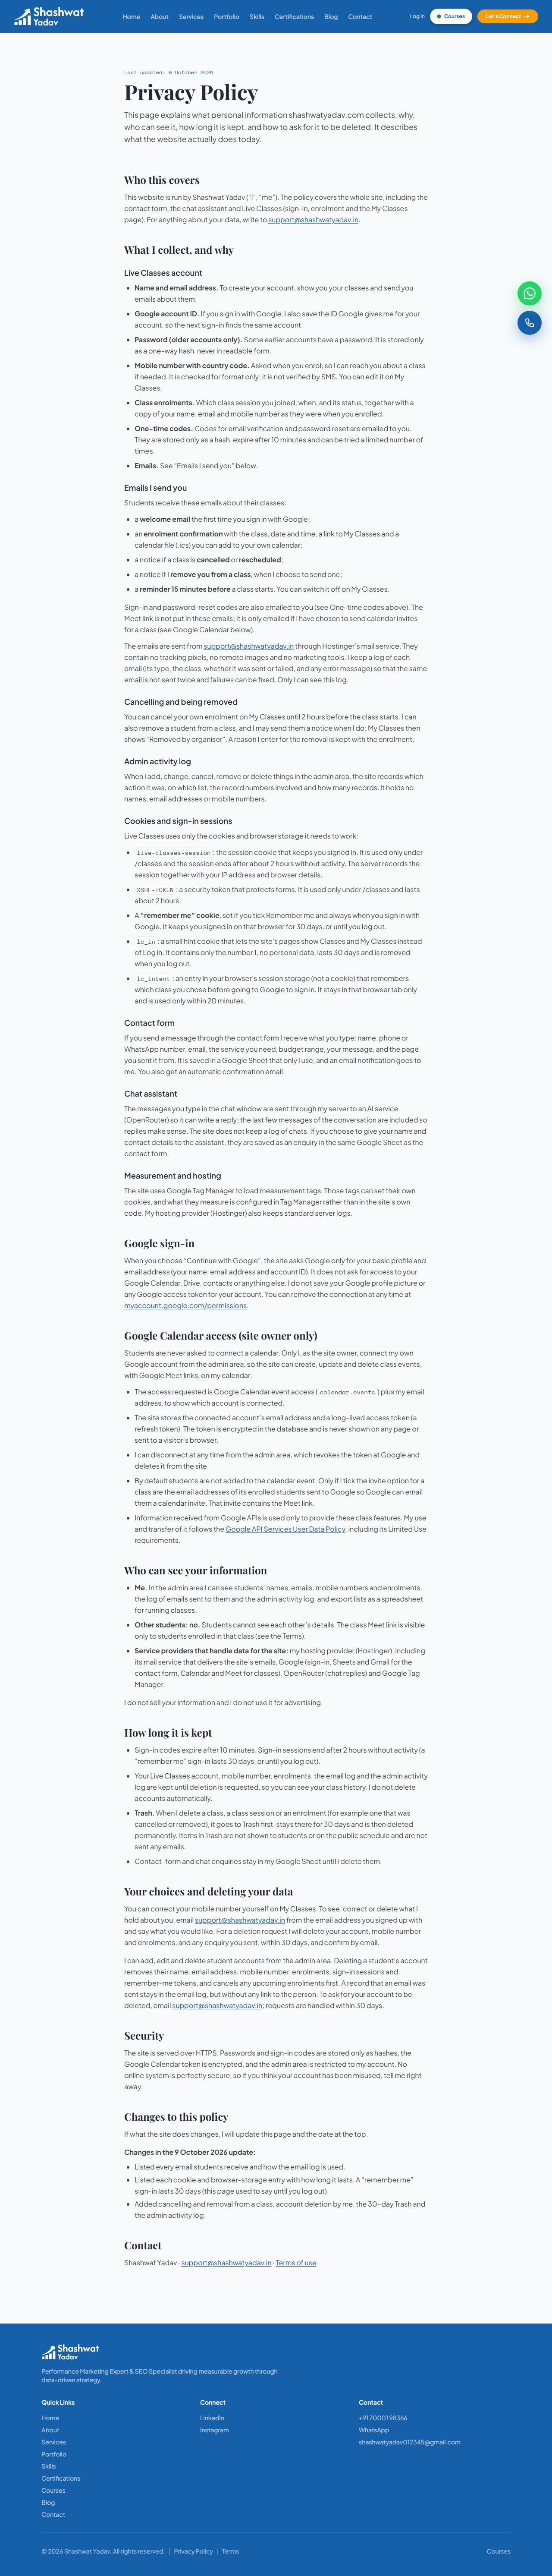 Shashwat
Yadav
Home
About
Services
Portfolio
Skills
Certifications
Blog
Contact
Log in
Courses
Let's Connect →
Last updated: 9 October 2026
Privacy Policy
This page explains what personal information shashwatyadav.com collects, why,
who can see it, how long it is kept, and how to ask for it to be deleted. It describes
what the website actually does today.
Who this covers
This website is run by Shashwat Yadav (“I”, “me”). The policy covers the whole site, including the
contact form, the chat assistant and Live Classes (sign-in, enrolment and the My Classes
page). For anything about your data, write to support@shashwatyadav.in.
What I collect, and why
Live Classes account
• Name and email address. To create your account, show you your classes and send you
emails about them.
• Google account ID. If you sign in with Google, I also save the ID Google gives me for your
account, so the next sign-in finds the same account.
• Password (older accounts only). Some earlier accounts have a password. It is stored only
as a one-way hash, never in readable form.
• Mobile number with country code. Asked when you enrol, so I can reach you about a class
if needed. It is checked for format only; it is not verified by SMS. You can edit it on My
Classes.
• Class enrolments. Which class session you joined, when, and its status, together with a
copy of your name, email and mobile number as they were when you enrolled.
• One-time codes. Codes for email verification and password reset are emailed to you.
They are stored only as a hash, expire after 10 minutes and can be tried a limited number of
times.
• Emails. See “Emails I send you” below.
Emails I send you
Students receive these emails about their classes:
• a welcome email the first time you sign in with Google;
• an enrolment confirmation with the class, date and time, a link to My Classes and a
calendar file (.ics) you can add to your own calendar;
• a notice if a class is cancelled or rescheduled;
• a notice if I remove you from a class, when I choose to send one;
• a reminder 15 minutes before a class starts. You can switch it off on My Classes.
Sign-in and password-reset codes are also emailed to you (see One-time codes above). The
Meet link is not put in these emails; it is only emailed if I have chosen to send calendar invites
for a class (see Google Calendar below).
The emails are sent from support@shashwatyadav.in through Hostinger’s mail service. They
contain no tracking pixels, no remote images and no marketing tools. I keep a log of each
email (its type, the class, whether it was sent or failed, and any error message) so that the same
email is not sent twice and failures can be fixed. Only I can see this log.
Cancelling and being removed
You can cancel your own enrolment on My Classes until 2 hours before the class starts. I can
also remove a student from a class, and I may send them a notice when I do; My Classes then
shows “Removed by organiser”. A reason I enter for the removal is kept with the enrolment.
Admin activity log
When I add, change, cancel, remove or delete things in the admin area, the site records which
action it was, on which list, the record numbers involved and how many records. It holds no
names, email addresses or mobile numbers.
Cookies and sign-in sessions
Live Classes uses only the cookies and browser storage it needs to work:
• live-classes-session : the session cookie that keeps you signed in. It is used only under
/classes and the session ends after about 2 hours without activity. The server records the
session together with your IP address and browser details.
• XSRF-TOKEN : a security token that protects forms. It is used only under /classes and lasts
about 2 hours.
• A “remember me” cookie, set if you tick Remember me and always when you sign in with
Google. It keeps you signed in on that browser for 30 days, or until you log out.
• lc_in : a small hint cookie that lets the site’s pages show Classes and My Classes instead
of Log in. It contains only the number 1, no personal data, lasts 30 days and is removed
when you log out.
• lc_intent : an entry in your browser’s session storage (not a cookie) that remembers
which class you chose before going to Google to sign in. It stays in that browser tab only
and is used only within 20 minutes.
Contact form
If you send a message through the contact form I receive what you type: name, phone or
WhatsApp number, email, the service you need, budget range, your message, and the page
you sent it from. It is saved in a Google Sheet that only I use, and an email notification goes to
me. You also get an automatic confirmation email.
Chat assistant
The messages you type in the chat window are sent through my server to an AI service
(OpenRouter) so it can write a reply; the last few messages of the conversation are included so
replies make sense. The site does not keep a log of chats. If you choose to give your name and
contact details to the assistant, they are saved as an enquiry in the same Google Sheet as the
contact form.
Measurement and hosting
The site uses Google Tag Manager to load measurement tags. Those tags can set their own
cookies, and what they measure is configured in Tag Manager rather than in the site’s own
code. My hosting provider (Hostinger) also keeps standard server logs.
Google sign-in
When you choose “Continue with Google”, the site asks Google only for your basic profile and
email address (your name, email address and account ID). It does not ask for access to your
Google Calendar, Drive, contacts or anything else. I do not save your Google profile picture or
any Google access token for your account. You can remove the connection at any time at
myaccount.google.com/permissions.
Google Calendar access (site owner only)
Students are never asked to connect a calendar. Only I, as the site owner, connect my own
Google account from the admin area, so the site can create, update and delete class events,
with Google Meet links, on my calendar.
• The access requested is Google Calendar event access ( calendar.events ) plus my email
address, to show which account is connected.
• The site stores the connected account’s email address and a long-lived access token (a
refresh token). The token is encrypted in the database and is never shown on any page or
sent to a visitor’s browser.
• I can disconnect at any time from the admin area, which revokes the token at Google and
deletes it from the site.
• By default students are not added to the calendar event. Only if I tick the invite option for a
class are the email addresses of its enrolled students sent to Google so Google can email
them a calendar invite. That invite contains the Meet link.
• Information received from Google APIs is used only to provide these class features. My use
and transfer of it follows the Google API Services User Data Policy, including its Limited Use
requirements.
Who can see your information
• Me. In the admin area I can see students’ names, emails, mobile numbers and enrolments,
the log of emails sent to them and the admin activity log, and export lists as a spreadsheet
for running classes.
• Other students: no. Students cannot see each other’s details. The class Meet link is visible
only to students enrolled in that class (see the Terms).
• Service providers that handle data for the site: my hosting provider (Hostinger), including
its mail service that delivers the site’s emails, Google (sign-in, Sheets and Gmail for the
contact form, Calendar and Meet for classes), OpenRouter (chat replies) and Google Tag
Manager.
I do not sell your information and I do not use it for advertising.
How long it is kept
• Sign-in codes expire after 10 minutes. Sign-in sessions end after 2 hours without activity (a
“remember me” sign-in lasts 30 days, or until you log out).
• Your Live Classes account, mobile number, enrolments, the email log and the admin activity
log are kept until deletion is requested, so you can see your class history. I do not delete
accounts automatically.
• Trash. When I delete a class, a class session or an enrolment (for example one that was
cancelled or removed), it goes to Trash first, stays there for 30 days and is then deleted
permanently. Items in Trash are not shown to students or on the public schedule and are not
sent any emails.
• Contact-form and chat enquiries stay in my Google Sheet until I delete them.
Your choices and deleting your data
You can correct your mobile number yourself on My Classes. To see, correct or delete what I
hold about you, email support@shashwatyadav.in from the email address you signed up with
and say what you would like. For a deletion request I will delete your account, mobile number
and enrolments, and any enquiry you sent, within 30 days, and confirm by email.
I can add, edit and delete student accounts from the admin area. Deleting a student’s account
removes their name, email address, mobile number, enrolments, sign-in sessions and
remember-me tokens, and cancels any upcoming enrolments first. A record that an email was
sent stays in the email log, but without any link to the person. To ask for your account to be
deleted, email support@shashwatyadav.in; requests are handled within 30 days.
Security
The site is served over HTTPS. Passwords and sign-in codes are stored only as hashes, the
Google Calendar token is encrypted, and the admin area is restricted to my account. No
online system is perfectly secure, so if you think your account has been misused, tell me right
away.
Changes to this policy
If what the site does changes, I will update this page and the date at the top.
Changes in the 9 October 2026 update:
• Listed every email students receive and how the email log is used.
• Listed each cookie and browser-storage entry with how long it lasts. A “remember me”
sign-in lasts 30 days (this page used to say until you log out).
• Added cancelling and removal from a class, account deletion by me, the 30-day Trash and
the admin activity log.
Contact
Shashwat Yadav · support@shashwatyadav.in · Terms of use
Shashwat
Yadav
Performance Marketing Expert & SEO Specialist driving measurable growth through
data-driven strategy.
Quick Links
Home
About
Services
Portfolio
Skills
Certifications
Courses
Blog
Contact
Connect
LinkedIn
Instagram
Contact
+91 70001 98366
WhatsApp
shashwatyadav012345@gmail.com
© 2026 Shashwat Yadav. All rights reserved. | Privacy Policy | Terms
Courses